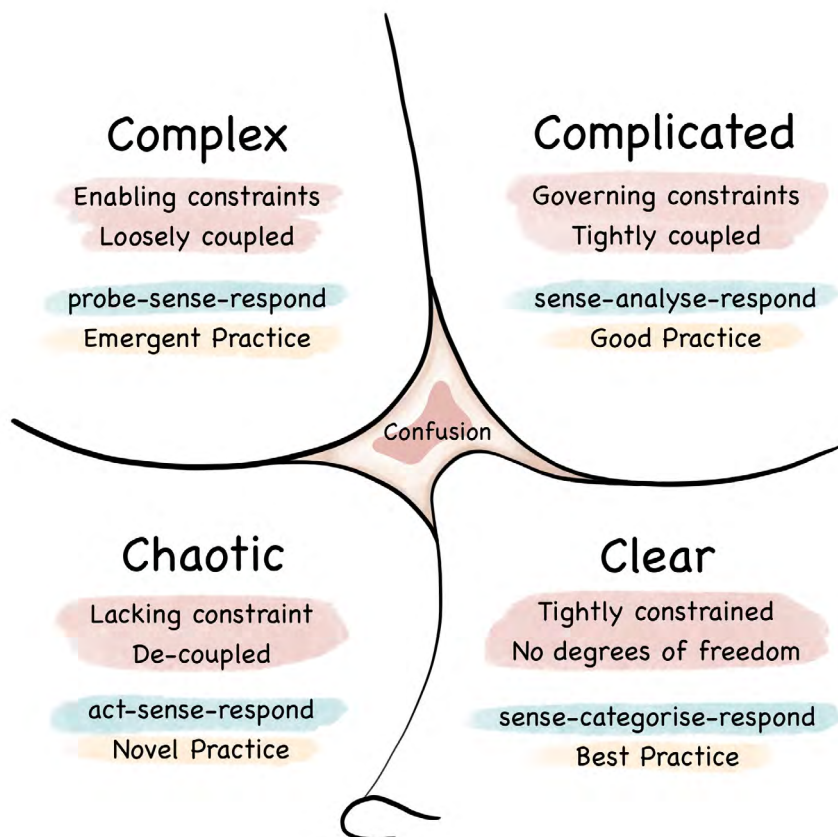 Complex
Enabling constraints
Loosely coupled
probe-sense-respond
Emergent Practice
Complicated
Governing constraints
Tightly coupled
sense-analyse-respond
Good Practice
Confusion
Chaotic
Lacking constraint
De-coupled
act-sense-respond
Novel Practice
Clear
Tightly constrained
No degrees of freedom
sense-categorise-respond
Best Practice